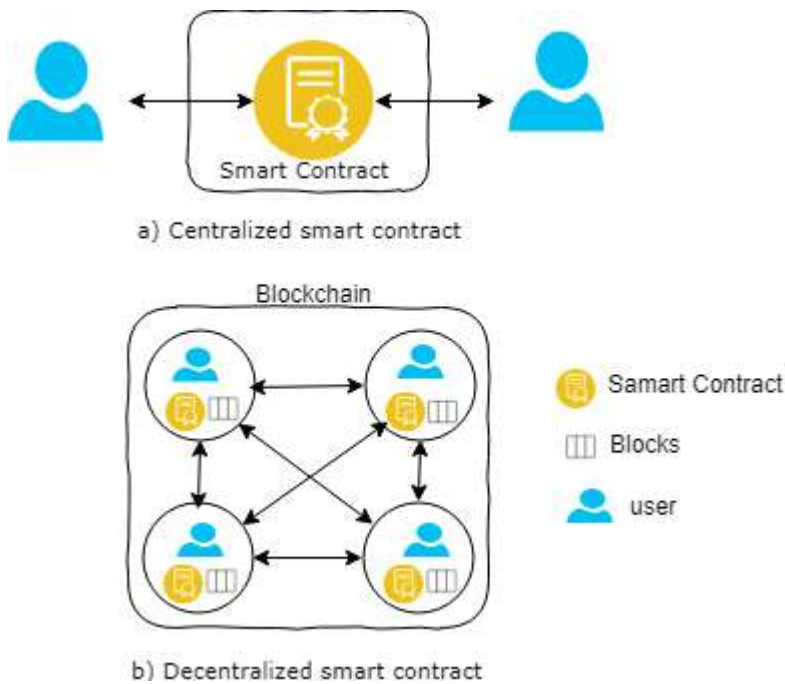 Smart Contract
a) Centralized smart contract
Blockchain
Samart Contract
Blocks
user
b) Decentralized smart contract